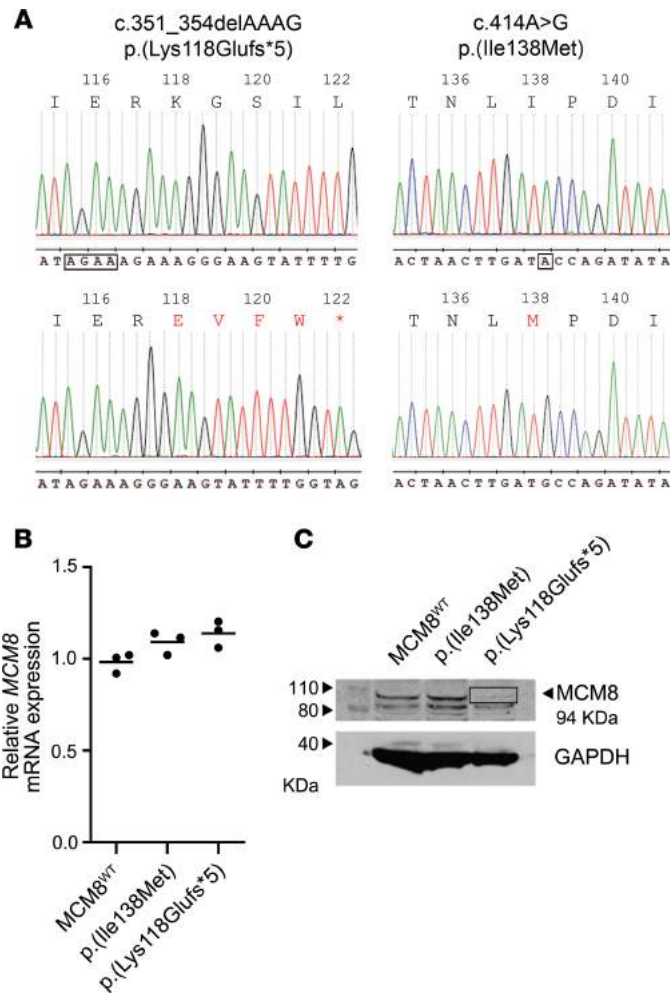 A
c.351_354delAAAG
p.(Lys118Glufs*5)
116 118 120 122
I E R K G S I L
ATAGAAAGAAAGGGAAGTATTTTG
116 118 120 122
I E R E V F W *
ATAGAAAGGGAAGTATTTTGGTAG
c.414A>G
p.(Ile138Met)
136 138 140
T N L I P D I
ACTAACTTGATACCAGATATA
136 138 140
T N L M P D I
ACTAACTTGATGCCAGATATA
B
Relative MCM8
mRNA expression
1.5
1.0
0.5
0.0
MCM8WT
p.(Ile138Met)
p.(Lys118Glufs*5)
C
MCM8WT
p.(Ile138Met)
p.(Lys118Glufs*5)
110
80
MCM8
94 KDa
40
KDa
GAPDH